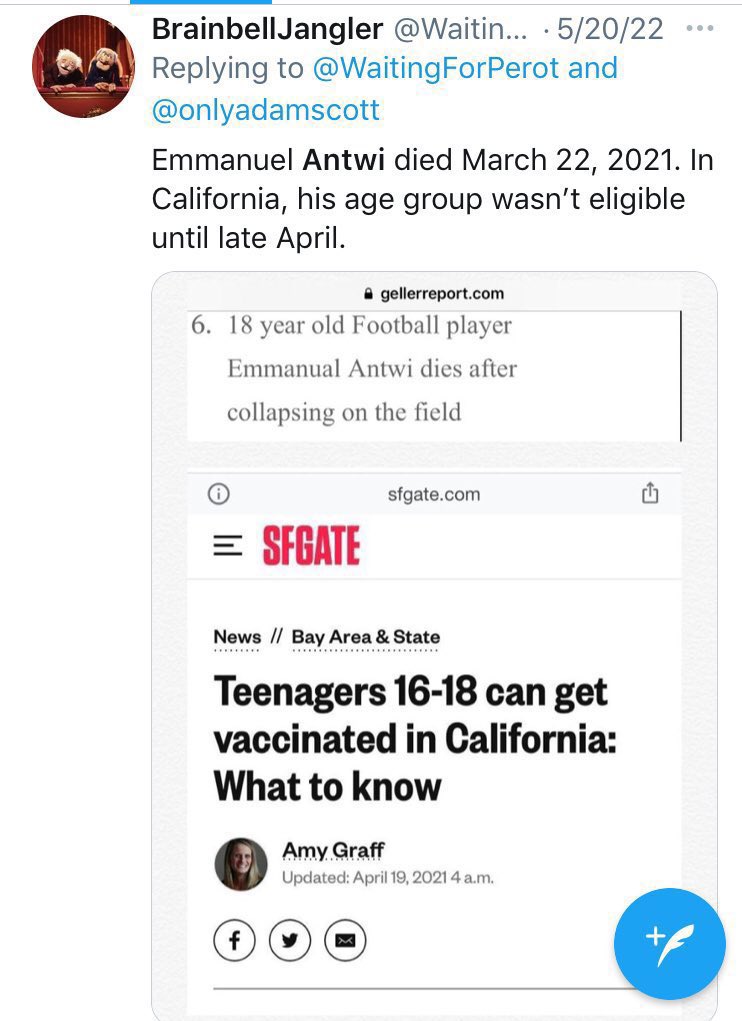 BrainbellJangler @Waitin... · 5/20/22 ...
Replying to @WaitingForPerot and
@onlyadamscott
Emmanuel Antwi died March 22, 2021. In
California, his age group wasn't eligible
until late April.
gellerreport.com
6. 18 year old Football player
Emmanual Antwi dies after
collapsing on the field
sfgate.com
SFGATE
News // Bay Area & State
Teenagers 16-18 can get
vaccinated in California:
What to know
Amy Graff
Updated: April 19, 2021 4 a.m.